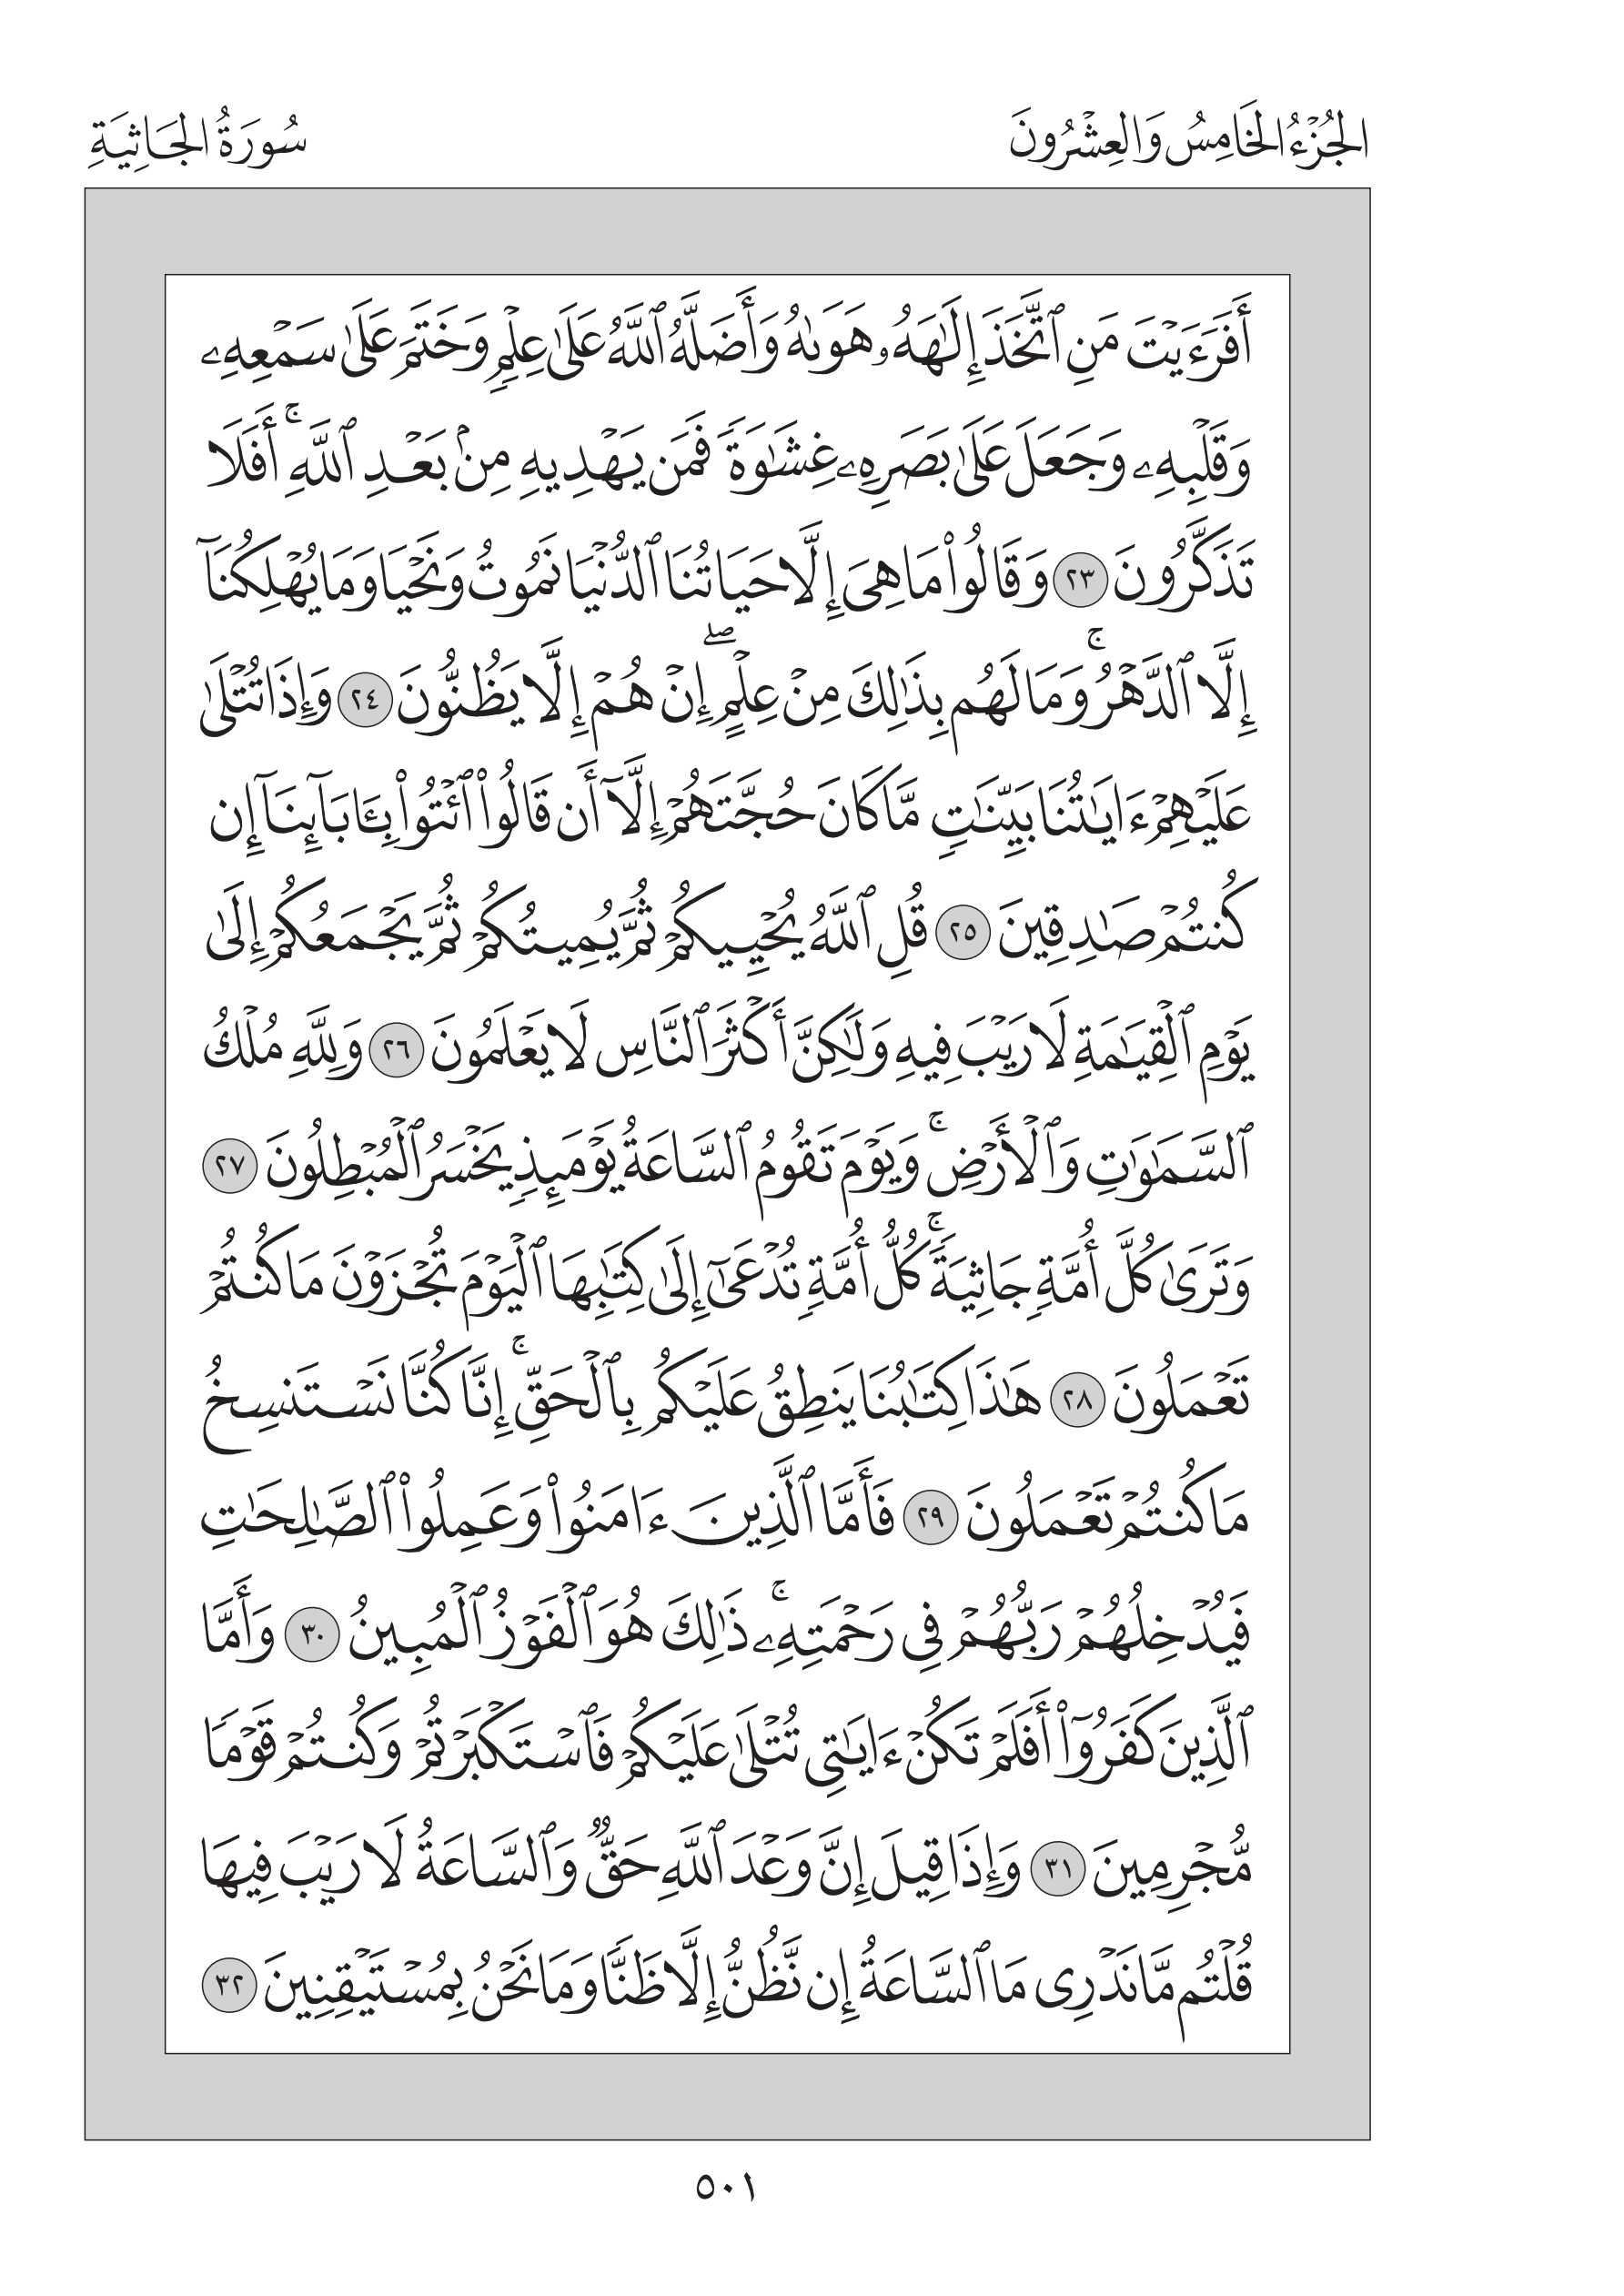 الجُزْءُ الخَامِسُ وَالعِشْرُونَ
سُورَةُ الجَاثِيَةِ
أَفَرَءَيْتَ مَنِ ٱتَّخَذَ إِلَٰهَهُۥ هَوَىٰهُ وَأَضَلَّهُ ٱللَّهُ عَلَىٰ عِلْمٍ وَخَتَمَ عَلَىٰ سَمْعِهِۦ
وَقَلْبِهِۦ وَجَعَلَ عَلَىٰ بَصَرِهِۦ غِشَٰوَةً فَمَن يَهْدِيهِ مِنۢ بَعْدِ ٱللَّهِ ۚ أَفَلَا
تَذَكَّرُونَ ٢٣ وَقَالُوا۟ مَا هِىَ إِلَّا حَيَاتُنَا ٱلدُّنْيَا نَمُوتُ وَنَحْيَا وَمَا يُهْلِكُنَآ
إِلَّا ٱلدَّهْرُ ۚ وَمَا لَهُم بِذَٰلِكَ مِنْ عِلْمٍ ۖ إِنْ هُمْ إِلَّا يَظُنُّونَ ٢٤ وَإِذَا تُتْلَىٰ
عَلَيْهِمْ ءَايَٰتُنَا بَيِّنَٰتٍ مَّا كَانَ حُجَّتَهُمْ إِلَّآ أَن قَالُوا۟ ٱئْتُوا۟ بِـَٔابَآئِنَآ إِن
كُنتُمْ صَٰدِقِينَ ٢٥ قُلِ ٱللَّهُ يُحْيِيكُمْ ثُمَّ يُمِيتُكُمْ ثُمَّ يَجْمَعُكُمْ إِلَىٰ
يَوْمِ ٱلْقِيَٰمَةِ لَا رَيْبَ فِيهِ وَلَٰكِنَّ أَكْثَرَ ٱلنَّاسِ لَا يَعْلَمُونَ ٢٦ وَلِلَّهِ مُلْكُ
ٱلسَّمَٰوَٰتِ وَٱلْأَرْضِ ۚ وَيَوْمَ تَقُومُ ٱلسَّاعَةُ يَوْمَئِذٍ يَخْسَرُ ٱلْمُبْطِلُونَ ٢٧
وَتَرَىٰ كُلَّ أُمَّةٍ جَاثِيَةً ۚ كُلُّ أُمَّةٍ تُدْعَىٰٓ إِلَىٰ كِتَٰبِهَا ٱلْيَوْمَ تُجْزَوْنَ مَا كُنتُمْ
تَعْمَلُونَ ٢٨ هَٰذَا كِتَٰبُنَا يَنطِقُ عَلَيْكُم بِٱلْحَقِّ ۚ إِنَّا كُنَّا نَسْتَنسِخُ
مَا كُنتُمْ تَعْمَلُونَ ٢٩ فَأَمَّا ٱلَّذِينَ ءَامَنُوا۟ وَعَمِلُوا۟ ٱلصَّٰلِحَٰتِ
فَيُدْخِلُهُمْ رَبُّهُمْ فِى رَحْمَتِهِۦ ۚ ذَٰلِكَ هُوَ ٱلْفَوْزُ ٱلْمُبِينُ ٣٠ وَأَمَّا
ٱلَّذِينَ كَفَرُوٓا۟ أَفَلَمْ تَكُنْ ءَايَٰتِى تُتْلَىٰ عَلَيْكُمْ فَٱسْتَكْبَرْتُمْ وَكُنتُمْ قَوْمًا
مُّجْرِمِينَ ٣١ وَإِذَا قِيلَ إِنَّ وَعْدَ ٱللَّهِ حَقٌّ وَٱلسَّاعَةُ لَا رَيْبَ فِيهَا
قُلْتُم مَّا نَدْرِى مَا ٱلسَّاعَةُ إِن نَّظُنُّ إِلَّا ظَنًّا وَمَا نَحْنُ بِمُسْتَيْقِنِينَ ٣٢
٥٠١